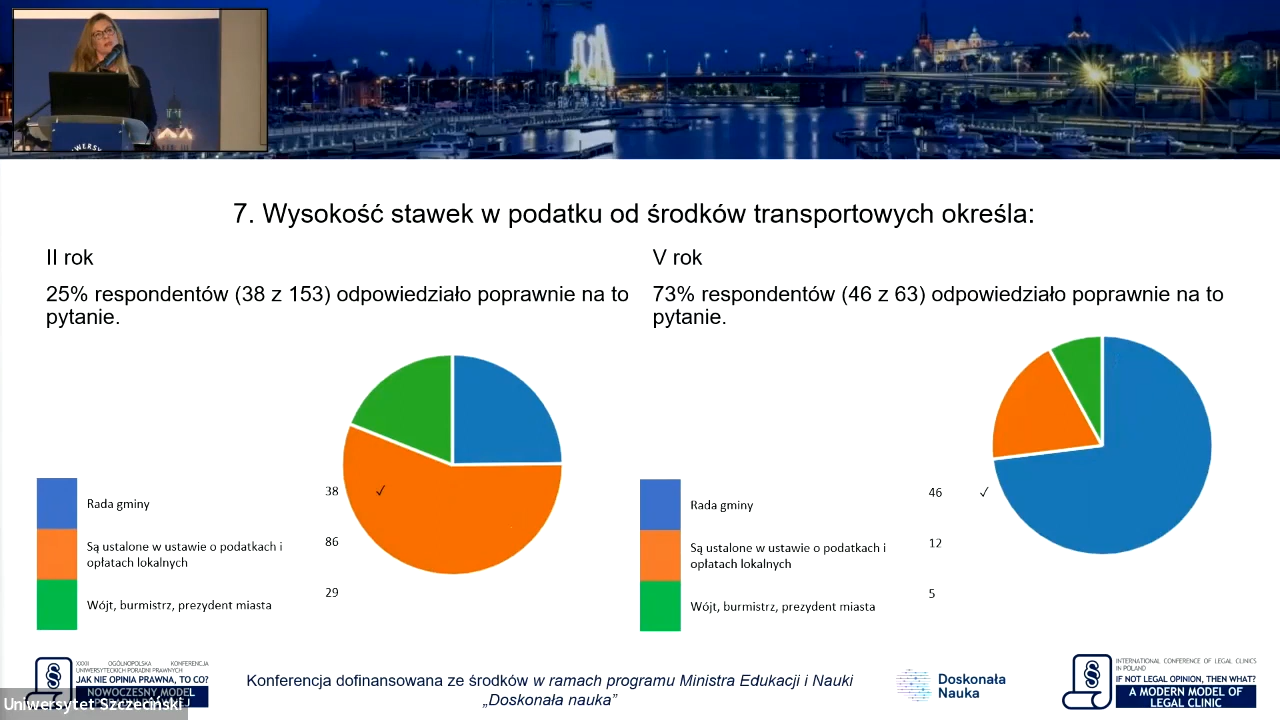 7. Wysokość stawek w podatku od środków transportowych określa:
II rok
25% respondentów (38 z 153) odpowiedziało poprawnie na to
pytanie.
V rok
73% respondentów (46 z 63) odpowiedziało poprawnie na to
pytanie.
Rada gminy
38 ✓
Są ustalone w ustawie o podatkach i
opłatach lokalnych
86
Wójt, burmistrz, prezydent miasta
29
Rada gminy
46 ✓
Są ustalone w ustawie o podatkach i
opłatach lokalnych
12
Wójt, burmistrz, prezydent miasta
5
XXXII OGÓLNOPOLSKA KONFERENCJA
UNIWERSYTECKICH PORADNI PRAWNYCH
JAK NIE OPINIA PRAWNA, TO CO?
NOWOCZESNY MODEL
Uniwersytet Szczeciński
Konferencja dofinansowana ze środków w ramach programu Ministra Edukacji i Nauki
„Doskonała nauka”
Doskonała
Nauka
INTERNATIONAL CONFERENCE OF LEGAL CLINICS
IN POLAND
IF NOT LEGAL OPINION, THEN WHAT?
A MODERN MODEL OF
LEGAL CLINIC